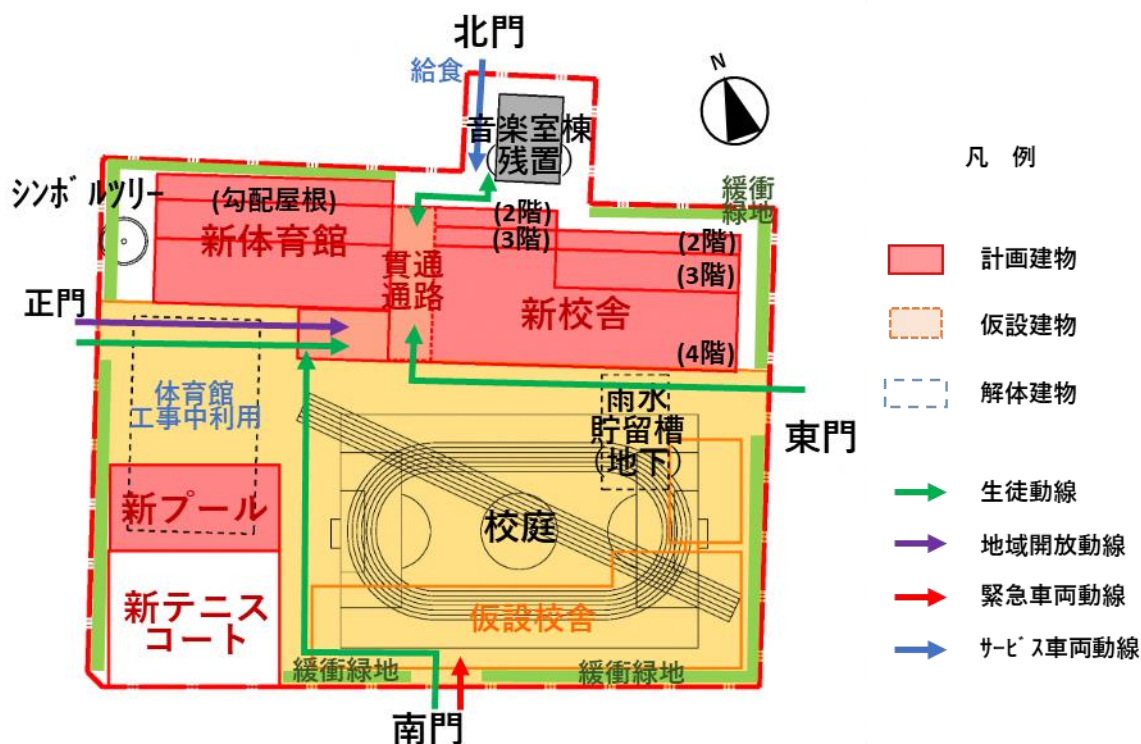 北門
給食
N
音楽室棟
(残置)
凡 例
シンボルツリー
(勾配屋根)
新体育館
緩衝
緑地
(2階)
(3階)
(2階)
(3階)
貫通
通路
新校舎
(4階)
計画建物
仮設建物
解体建物
正門
体育館
工事中利用
雨水
貯留槽
(地下)
東門
新プール
校庭
生徒動線
地域開放動線
緊急車両動線
サービス車両動線
新テニス
コート
仮設校舎
緩衝緑地
緩衝緑地
南門